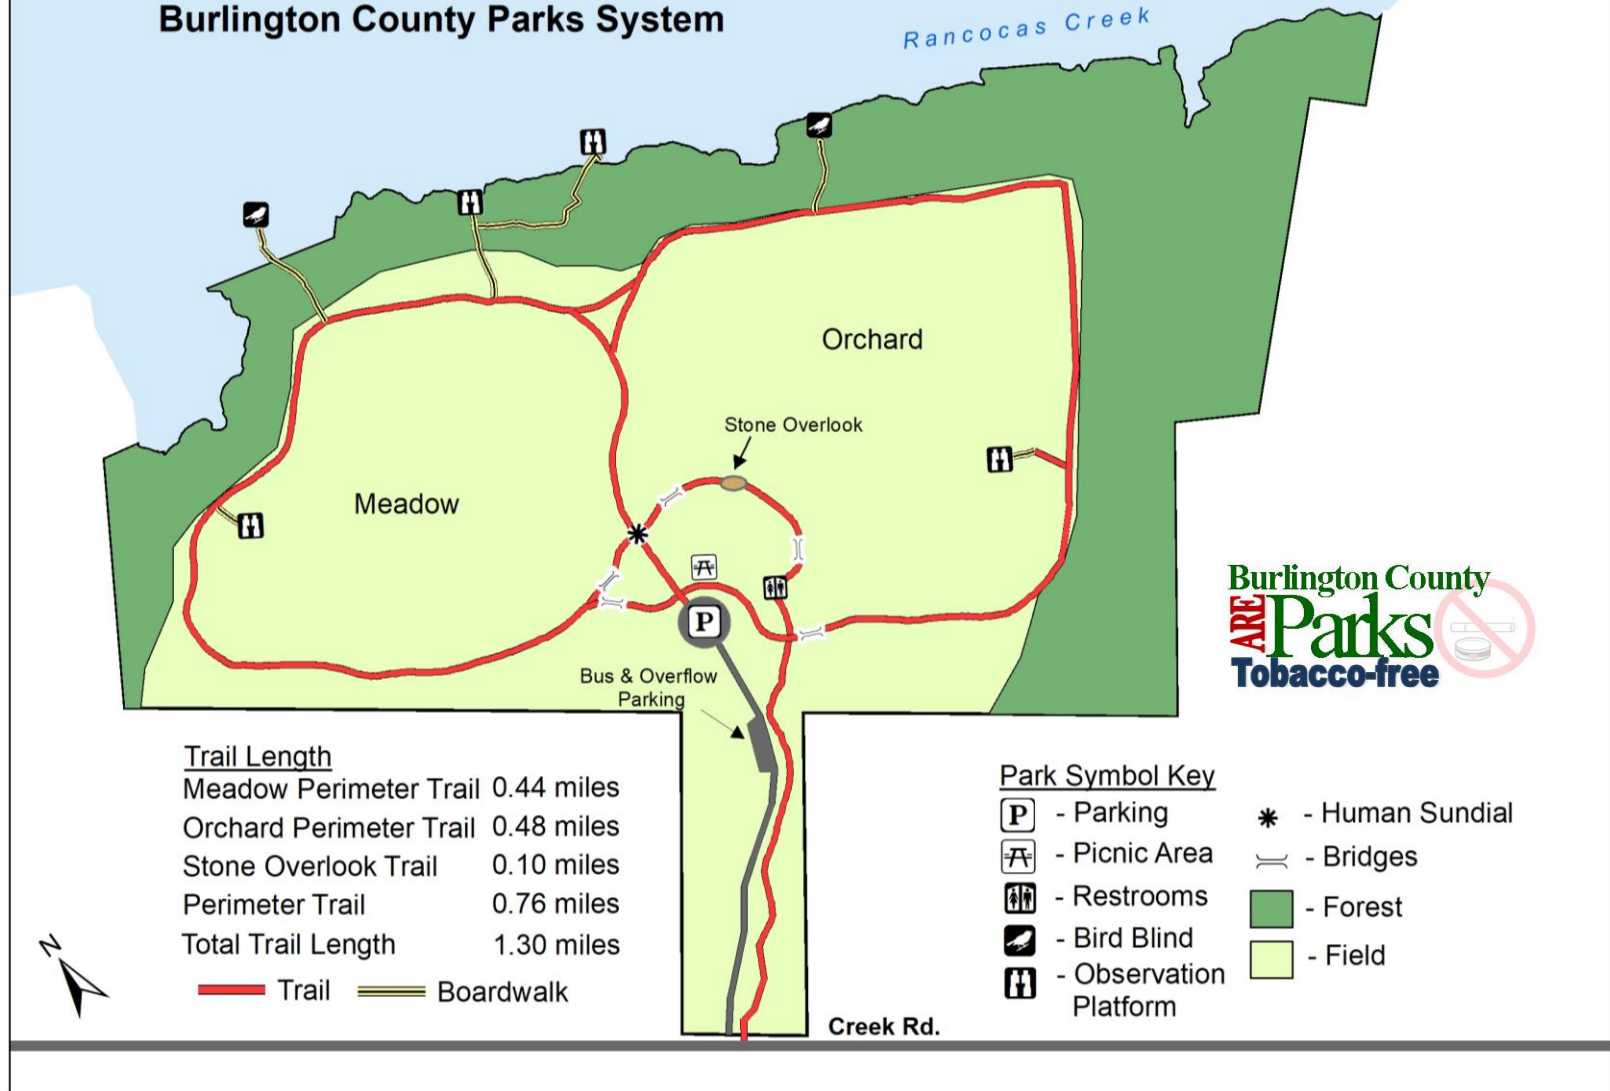 Burlington County Parks System
Rancocas Creek
Orchard
Stone Overlook
Meadow
P
Bus & Overflow
Parking
Burlington County
ARE
Parks
Tobacco-free
Trail Length
Meadow Perimeter Trail 0.44 miles
Orchard Perimeter Trail 0.48 miles
Stone Overlook Trail 0.10 miles
Perimeter Trail 0.76 miles
Total Trail Length 1.30 miles
Trail
Boardwalk
N
Park Symbol Key
P - Parking
- Picnic Area
- Restrooms
- Bird Blind
- Observation
Platform
- Human Sundial
- Bridges
- Forest
- Field
Creek Rd.